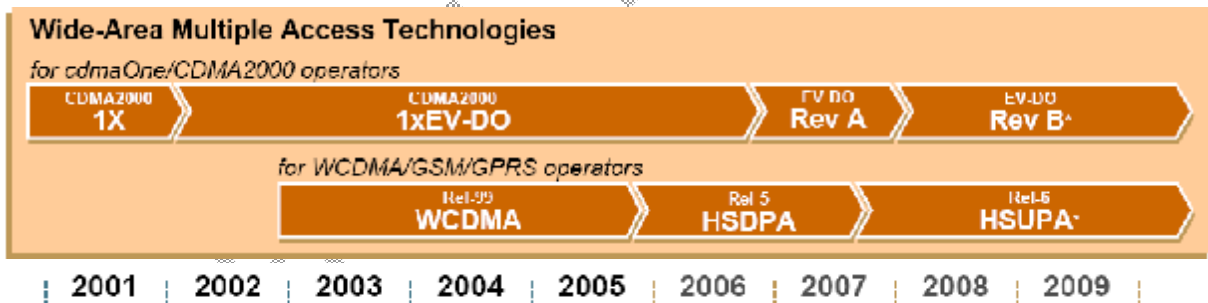 Wide-Area Multiple Access Technologies
for cdmaOne/CDMA2000 operators
CDMA2000 CDMA2000 EV-DO EV-DO
1X 1xEV-DO Rev A Rev B*
for WCDMA/GSM/GPRS operators
Rel-99 Rel 5 Rel-6
WCDMA HSDPA HSUPA*
2001 2002 2003 2004 2005 2006 2007 2008 2009